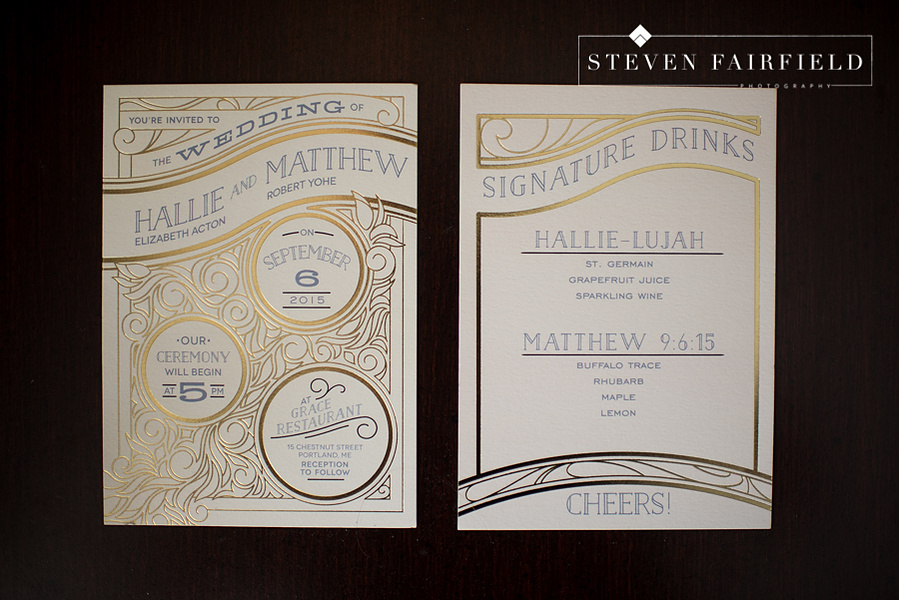 STEVEN FAIRFIELD
PHOTOGRAPHY
YOU'RE INVITED TO
THE WEDDING OF
HALLIE AND MATTHEW
ELIZABETH ACTON ROBERT YOHE
ON
SEPTEMBER
6
2015
·OUR·
CEREMONY
WILL BEGIN
AT 5 PM
AT
GRACE
RESTAURANT
15 CHESTNUT STREET
PORTLAND, ME
RECEPTION
TO FOLLOW
SIGNATURE DRINKS
HALLIE-LUJAH
ST. GERMAIN
GRAPEFRUIT JUICE
SPARKLING WINE
MATTHEW 9:6:15
BUFFALO TRACE
RHUBARB
MAPLE
LEMON
CHEERS!